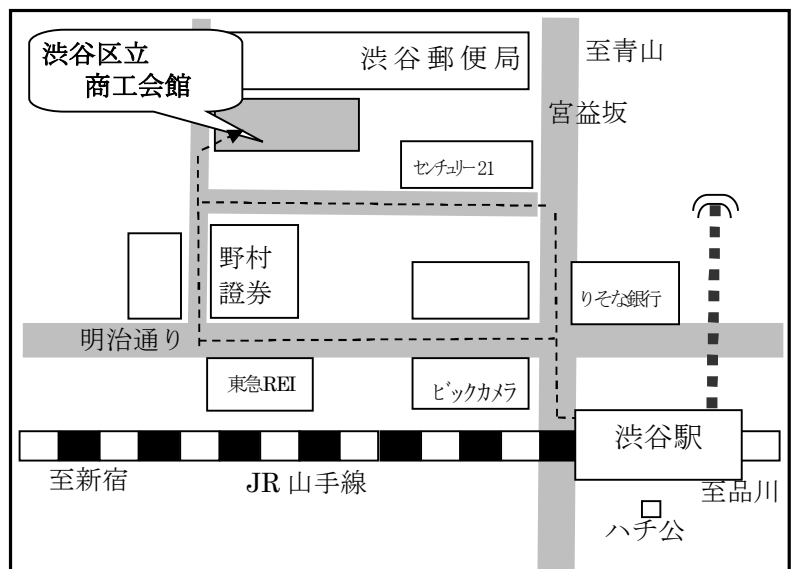 渋谷区立
商工会館
渋谷郵便局
至青山
宮益坂
センチュリー21
野村
證券
りそな銀行
明治通り
東急REI
ビックカメラ
渋谷駅
至新宿
JR山手線
至品川
ハチ公